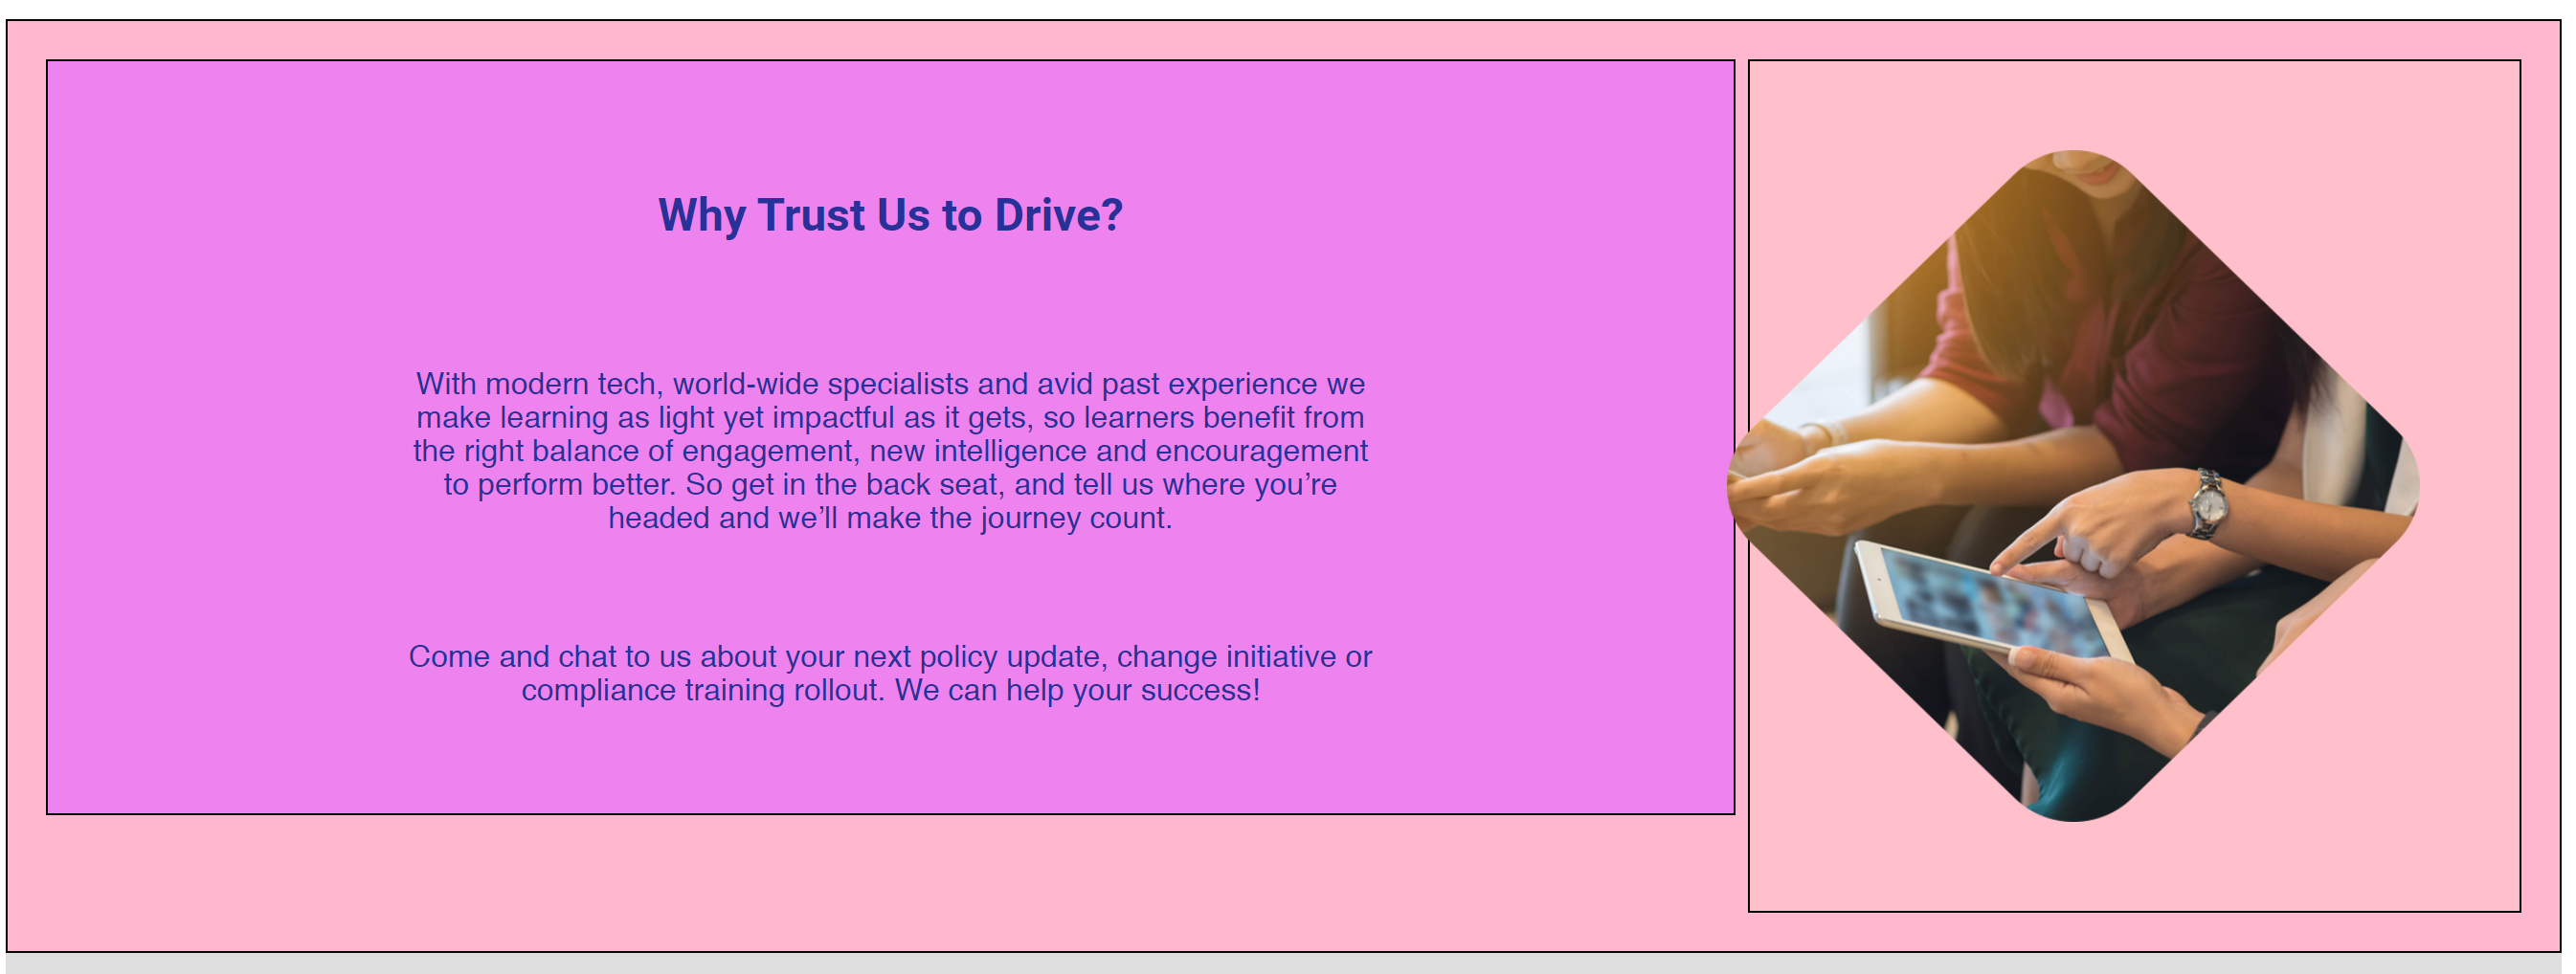 Why Trust Us to Drive?
With modern tech, world-wide specialists and avid past experience we
make learning as light yet impactful as it gets, so learners benefit from
the right balance of engagement, new intelligence and encouragement
to perform better. So get in the back seat, and tell us where you’re
headed and we’ll make the journey count.
Come and chat to us about your next policy update, change initiative or
compliance training rollout. We can help your success!